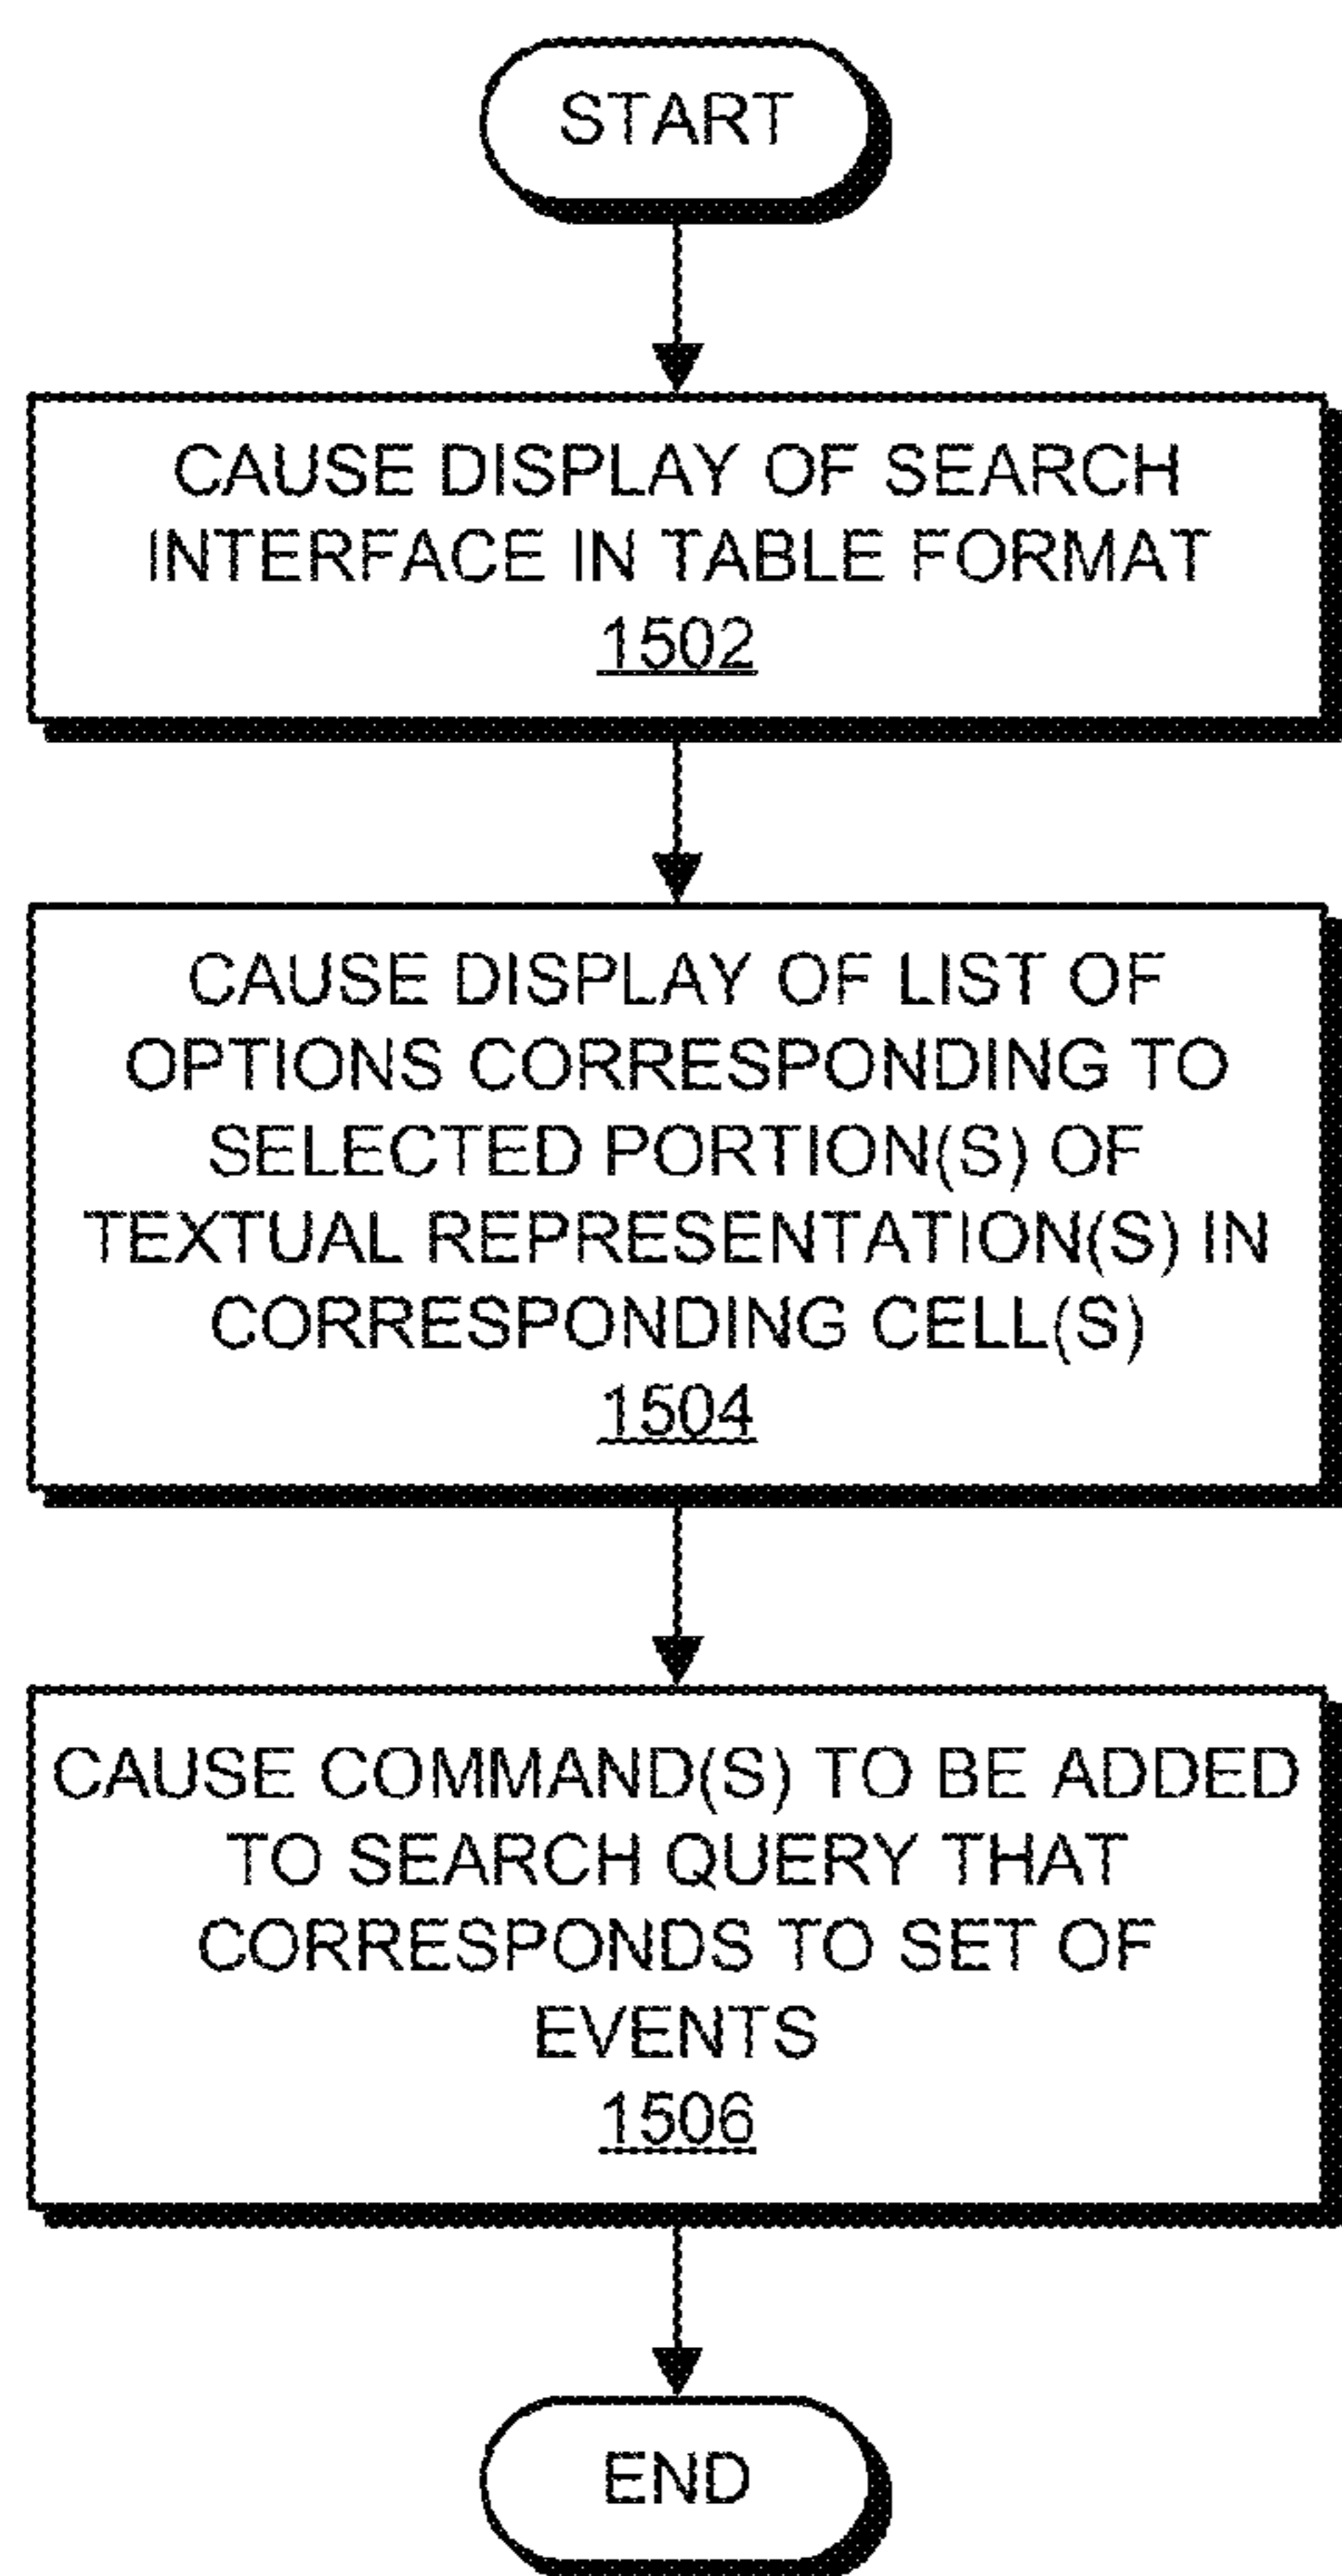 START
CAUSE DISPLAY OF SEARCH
INTERFACE IN TABLE FORMAT
1502
CAUSE DISPLAY OF LIST OF
OPTIONS CORRESPONDING TO
SELECTED PORTION(S) OF
TEXTUAL REPRESENTATION(S) IN
CORRESPONDING CELL(S)
1504
CAUSE COMMAND(S) TO BE ADDED
TO SEARCH QUERY THAT
CORRESPONDS TO SET OF
EVENTS
1506
END